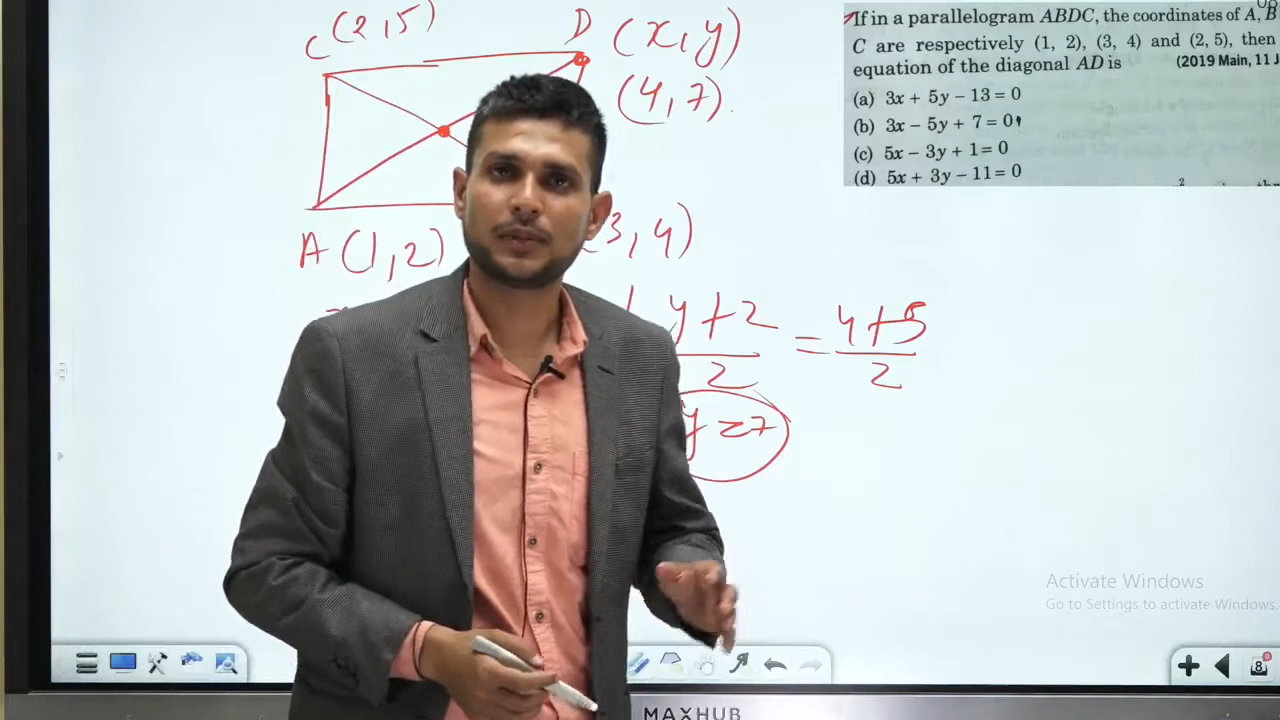 C (2,5)
D (x,y)
(4,7).
A (1,2)
3,4)
y+2
2
= 4+5
2
y =7
If in a parallelogram ABDC, the coordinates of A, B
C are respectively (1, 2), (3, 4) and (2, 5), then
equation of the diagonal AD is (2019 Main, 11 J
(a) 3x + 5y − 13 = 0
(b) 3x − 5y + 7 = 0
(c) 5x − 3y + 1 = 0
(d) 5x + 3y − 11 = 0
Activate Windows
Go to Settings to activate Windows.
8
MAXHUB